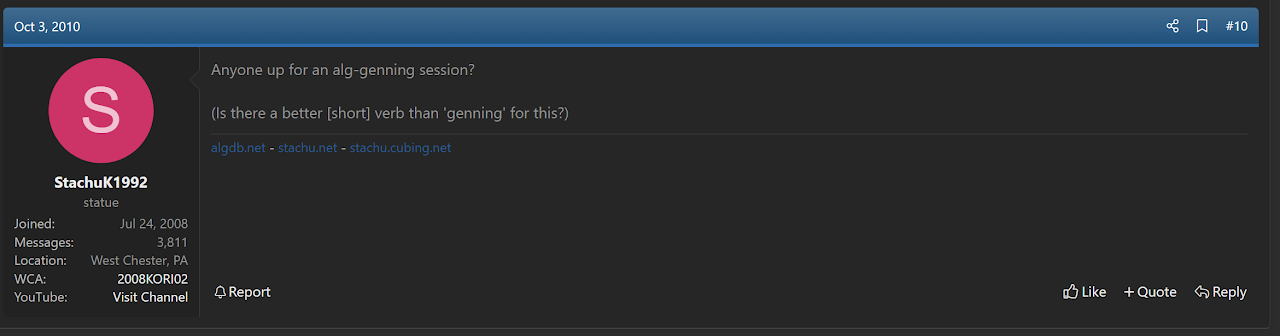 Oct 3, 2010
#10
S
StachuK1992
statue
Joined: Jul 24, 2008
Messages: 3,811
Location: West Chester, PA
WCA: 2008KORI02
YouTube: Visit Channel
Anyone up for an alg-genning session?
(Is there a better [short] verb than 'genning' for this?)
algdb.net - stachu.net - stachu.cubing.net
Report
Like
+ Quote
Reply